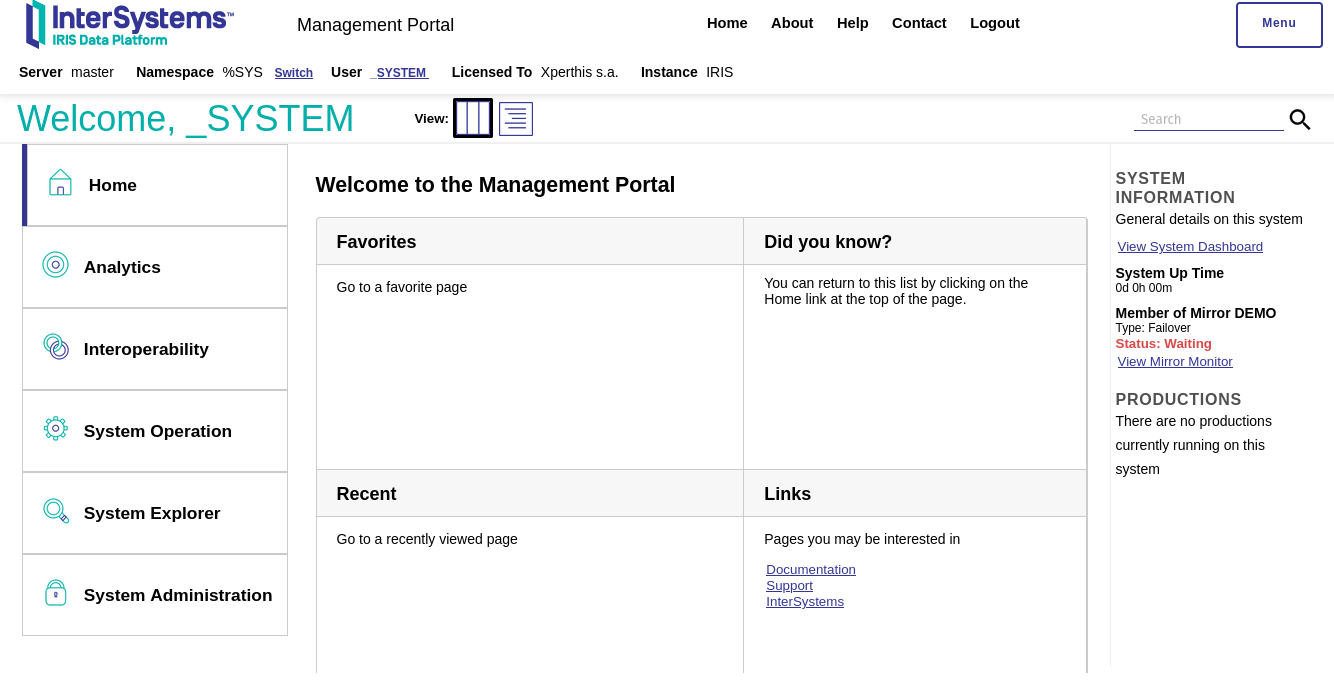 InterSystems™
IRIS Data Platform
Management Portal
Home About Help Contact Logout
Menu
Server master Namespace %SYS Switch User _SYSTEM Licensed To Xperthis s.a. Instance IRIS
Welcome, _SYSTEM
View:
Search
Home
Analytics
Interoperability
System Operation
System Explorer
System Administration
Welcome to the Management Portal
Favorites
Go to a favorite page
Did you know?
You can return to this list by clicking on the
Home link at the top of the page.
Recent
Go to a recently viewed page
Links
Pages you may be interested in
Documentation
Support
InterSystems
SYSTEM
INFORMATION
General details on this system
View System Dashboard
System Up Time
0d 0h 00m
Member of Mirror DEMO
Type: Failover
Status: Waiting
View Mirror Monitor
PRODUCTIONS
There are no productions
currently running on this
system